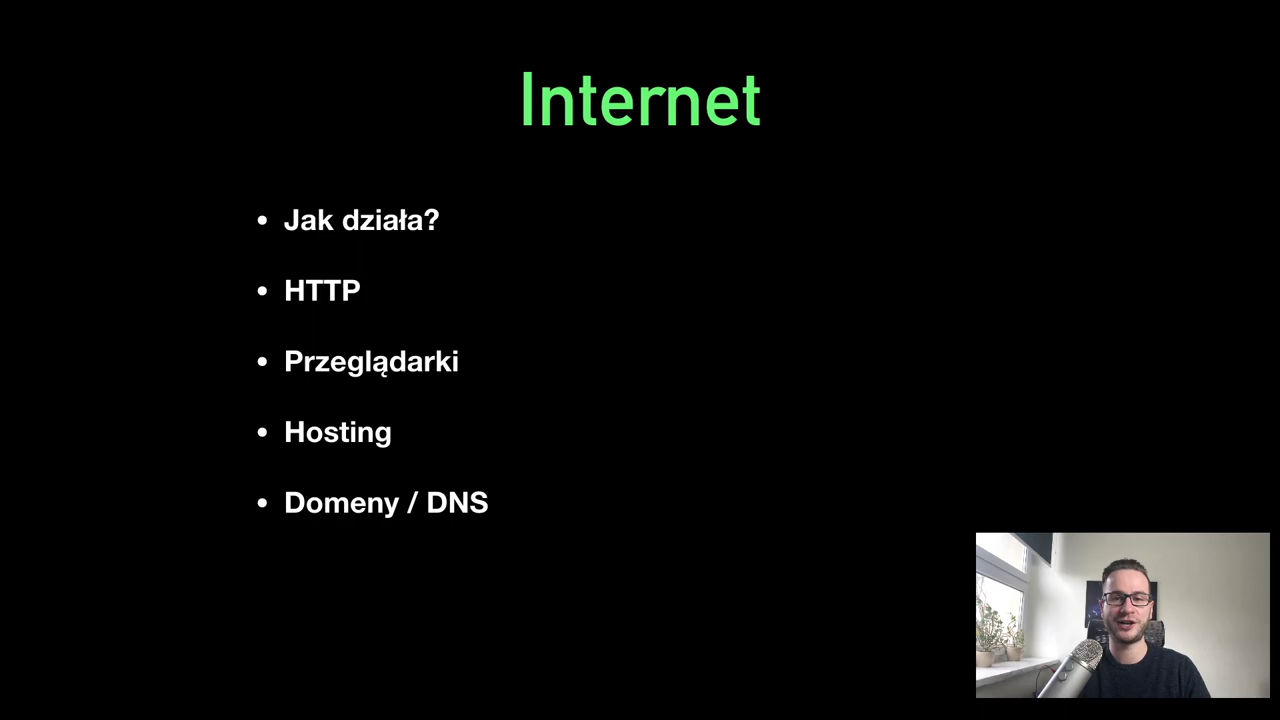 Internet
• Jak działa?
• HTTP
• Przeglądarki
• Hosting
• Domeny / DNS